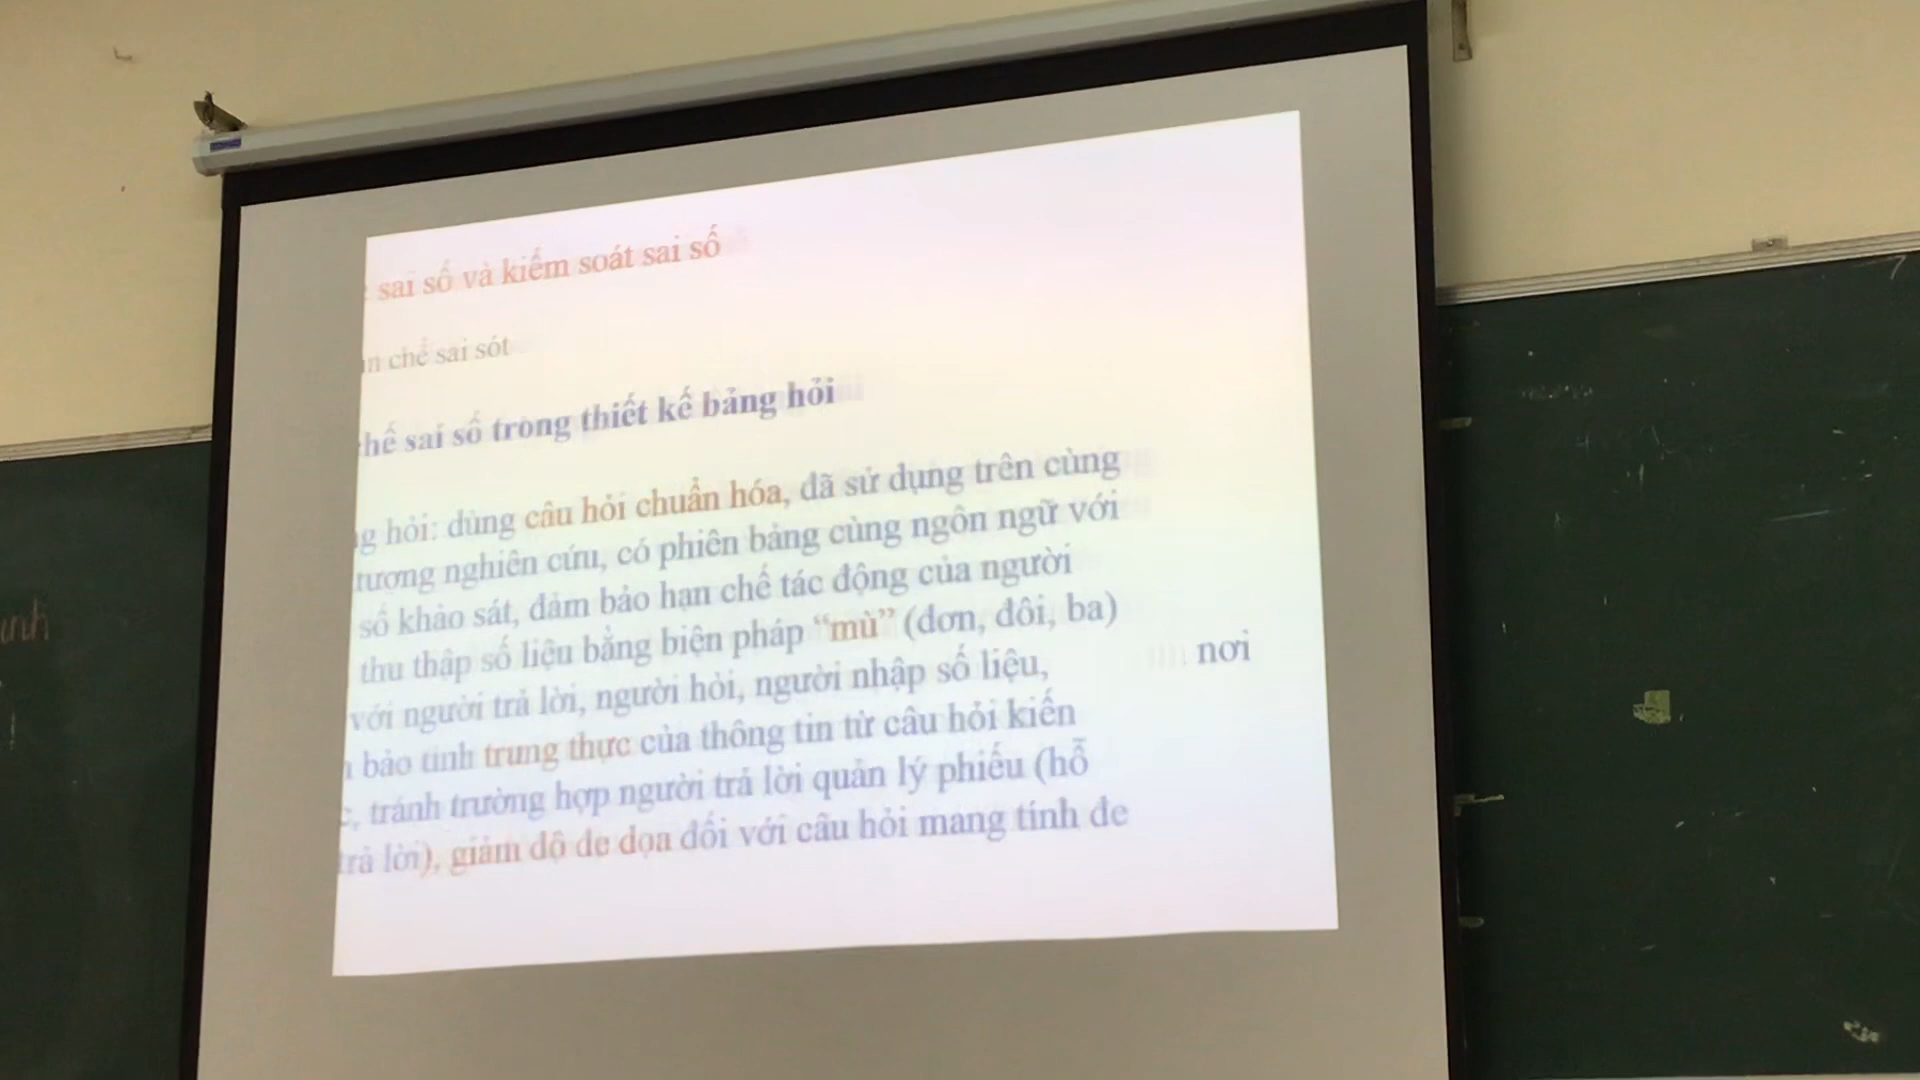 sai số và kiểm soát sai số
chế sai sót
chế sai số trong thiết kế bảng hỏi
hỏi: dùng câu hỏi chuẩn hóa, đã sử dụng trên cùng
tượng nghiên cứu, có phiên bảng cùng ngôn ngữ với
nơi
số khảo sát, đảm bảo hạn chế tác động của người
thu thập số liệu bằng biện pháp “mù” (đơn, đôi, ba)
với người trả lời, người hỏi, người nhập số liệu,
bảo tính trung thực của thông tin từ câu hỏi kiến
tránh trường hợp người trả lời quản lý phiếu (hỗ
trả lời), giảm độ đe dọa đối với câu hỏi mang tính đe